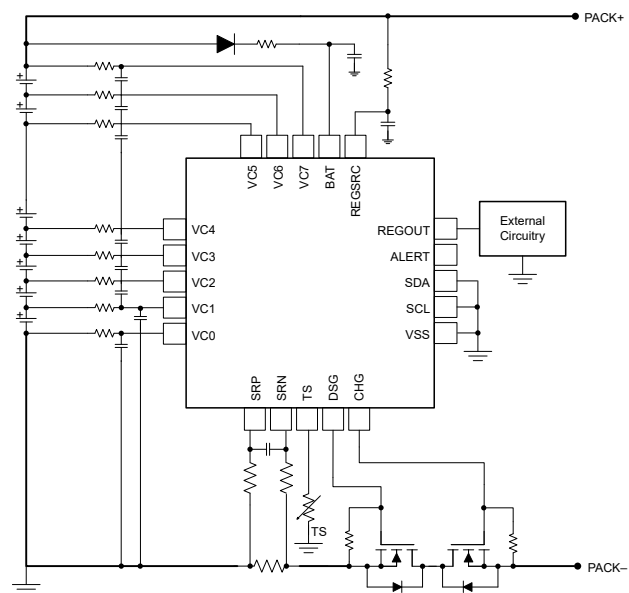 PACK+
VC5
VC6
VC7
BAT
REGSRC
VC4
VC3
VC2
VC1
VC0
REGOUT
ALERT
SDA
SCL
VSS
External
Circuitry
SRP
SRN
TS
DSG
CHG
TS
PACK–